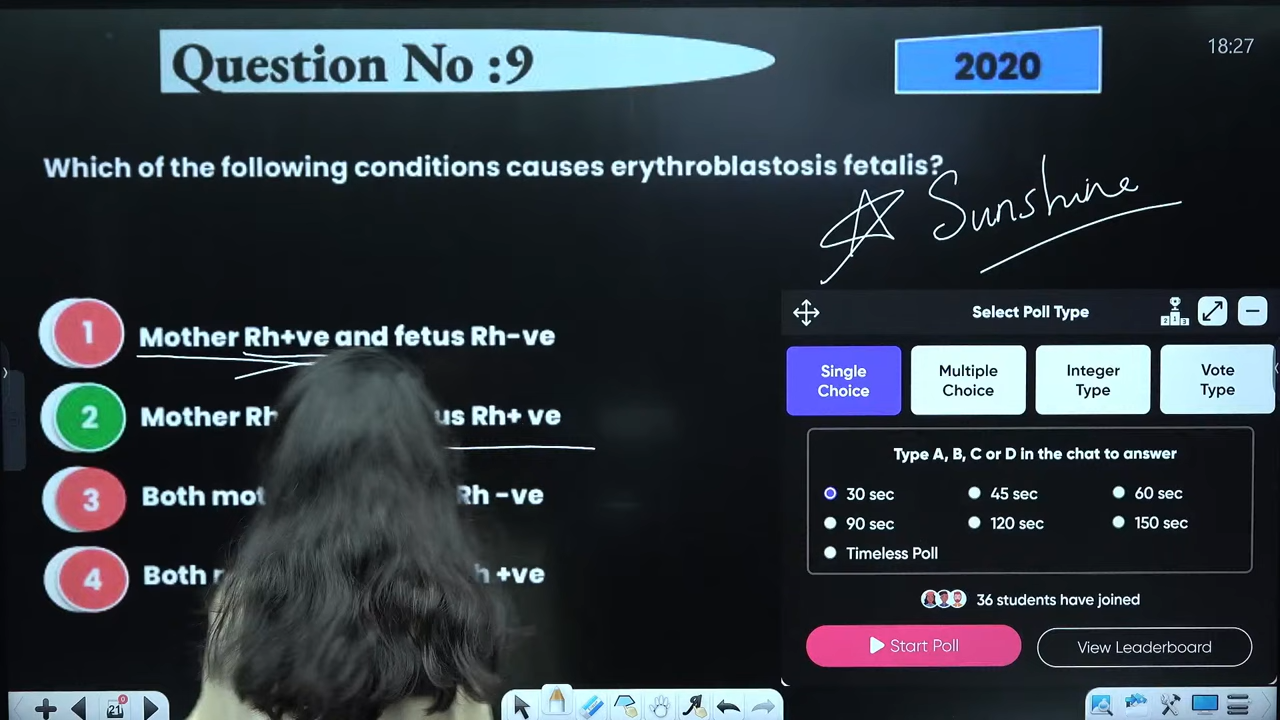 Question No :9
2020
18:27
Which of the following conditions causes erythroblastosis fetalis?
Sunshine
1 Mother Rh+ve and fetus Rh-ve
2 Mother Rh+ ve
3 Both Rh -ve
4 Both +ve
Select Poll Type
Single Choice
Multiple Choice
Integer Type
Vote Type
Type A, B, C or D in the chat to answer
30 sec 45 sec 60 sec
90 sec 120 sec 150 sec
Timeless Poll
36 students have joined
Start Poll View Leaderboard
21